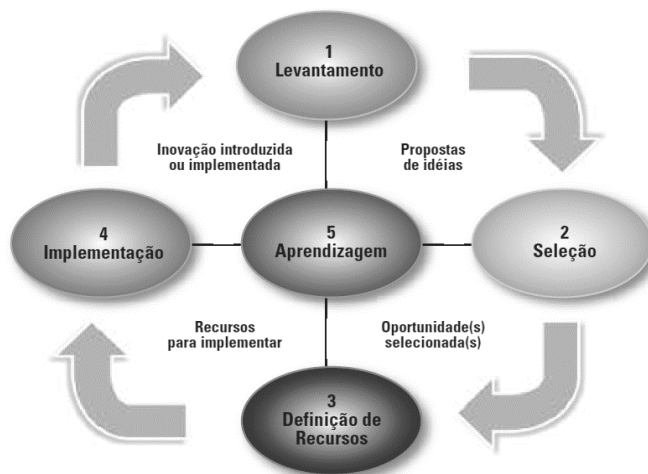 1
Levantamento
Inovação introduzida
ou implementada
Propostas
de idéias
4
Implementação
5
Aprendizagem
2
Seleção
Recursos
para implementar
Oportunidade(s)
selecionada(s)
3
Definição de
Recursos